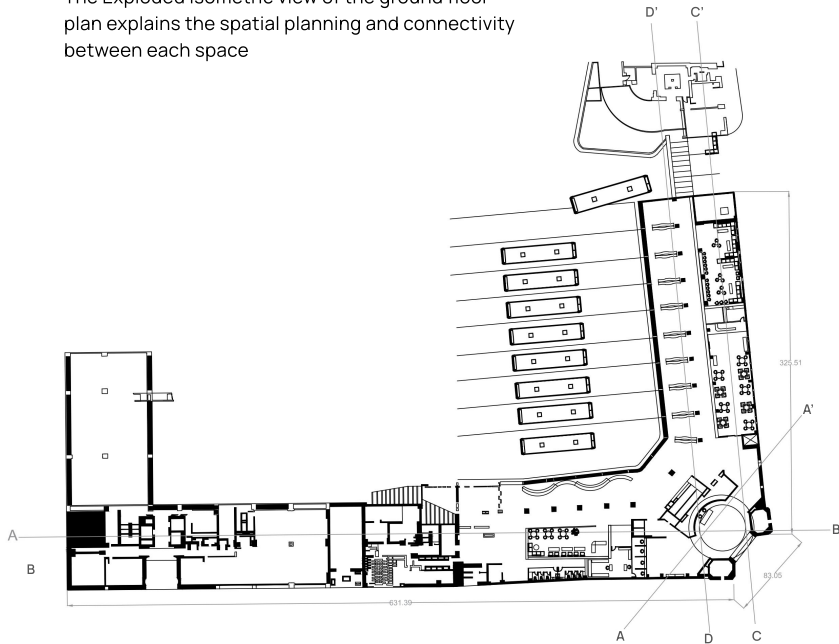 The Exploded isometric view of the ground floor
plan explains the spatial planning and connectivity
between each space
D'
C'
325.51
A'
A
B
B
83.05
631.39
A
D
C